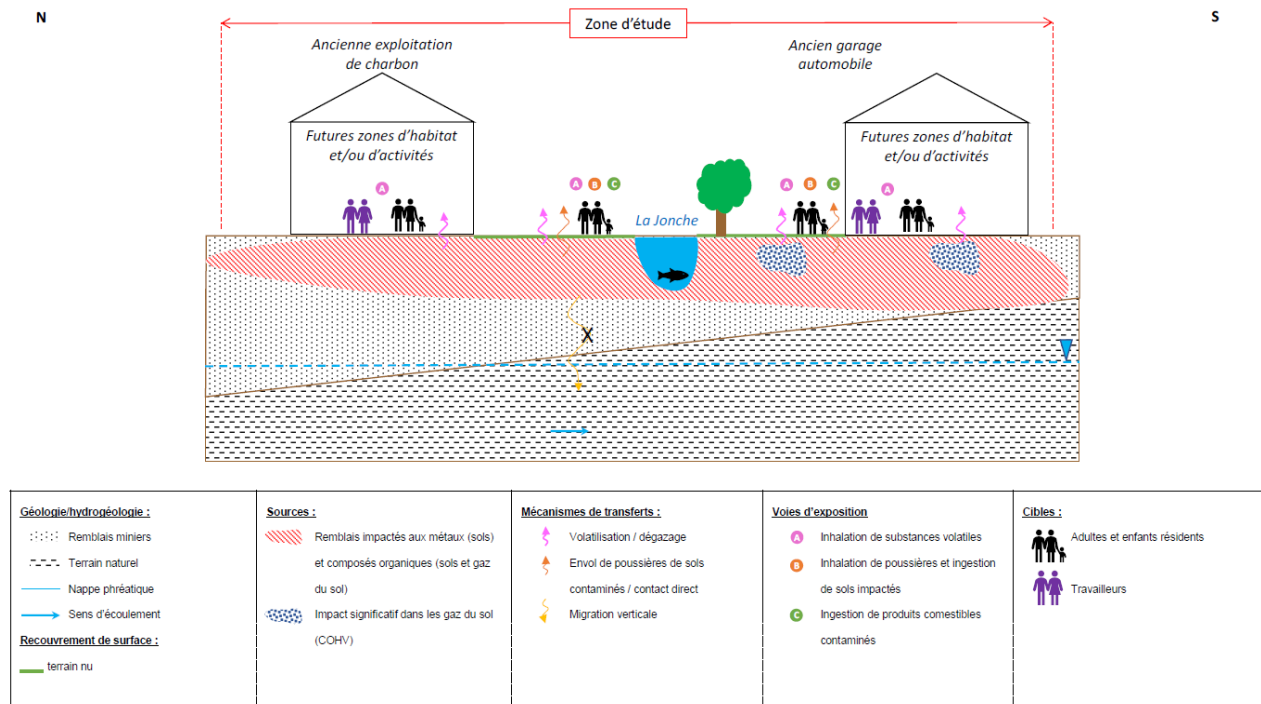 N
Zone d'étude
S
Ancienne exploitation
de charbon
Ancien garage
automobile
Futures zones d'habitat
et/ou d'activités
Futures zones d'habitat
et/ou d'activités
A
A B C
La Jonche
A B C
A
X
Géologie/hydrogéologie :
Remblais miniers
Terrain naturel
Nappe phréatique
Sens d'écoulement
Recouvrement de surface :
terrain nu
Sources :
Remblais impactés aux métaux (sols)
et composés organiques (sols et gaz
du sol)
Impact significatif dans les gaz du sol
(COHV)
Mécanismes de transferts :
Volatilisation / dégazage
Envol de poussières de sols
contaminés / contact direct
Migration verticale
Voies d'exposition
A Inhalation de substances volatiles
B Inhalation de poussières et ingestion
de sols impactés
C Ingestion de produits comestibles
contaminés
Cibles :
Adultes et enfants résidents
Travailleurs